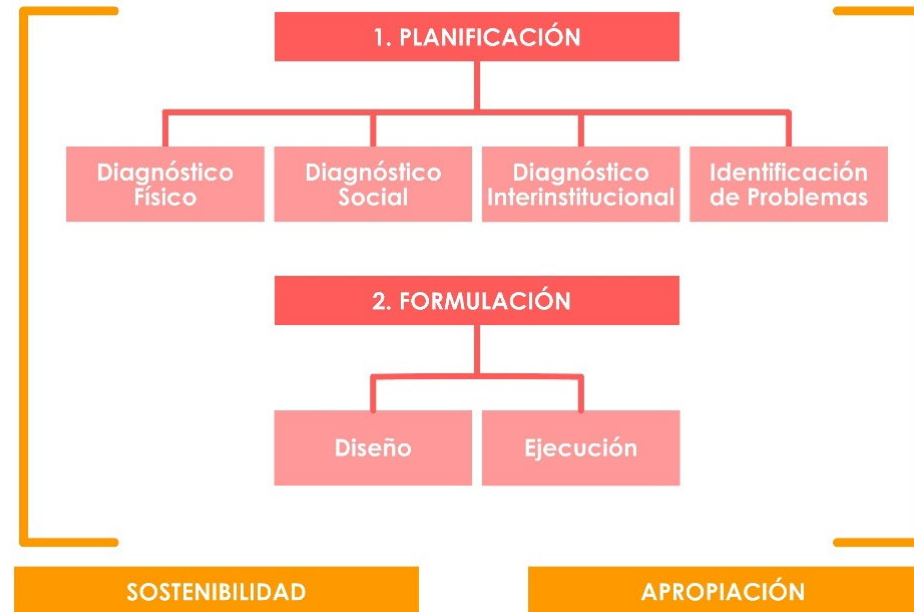 1. PLANIFICACIÓN
Diagnóstico
Físico
Diagnóstico
Social
Diagnóstico
Interinstitucional
Identificación
de Problemas
2. FORMULACIÓN
Diseño
Ejecución
SOSTENIBILIDAD
APROPIACIÓN